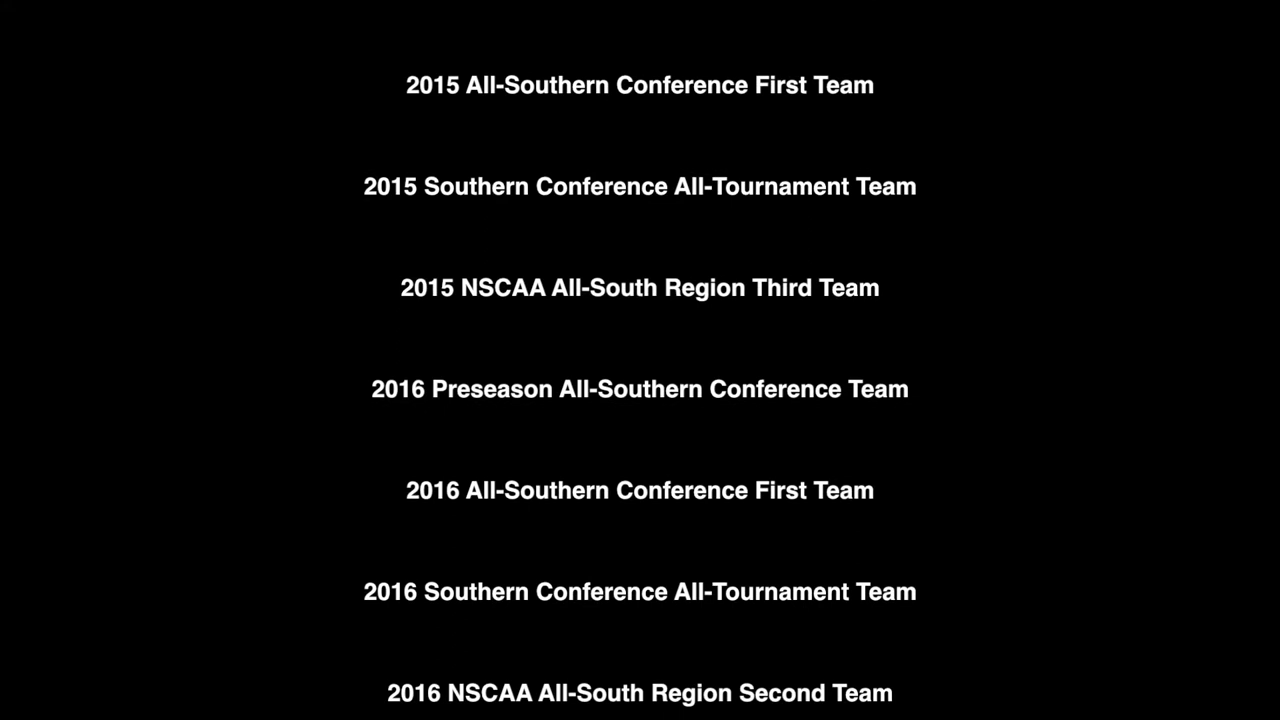 2015 All-Southern Conference First Team
2015 Southern Conference All-Tournament Team
2015 NSCAA All-South Region Third Team
2016 Preseason All-Southern Conference Team
2016 All-Southern Conference First Team
2016 Southern Conference All-Tournament Team
2016 NSCAA All-South Region Second Team